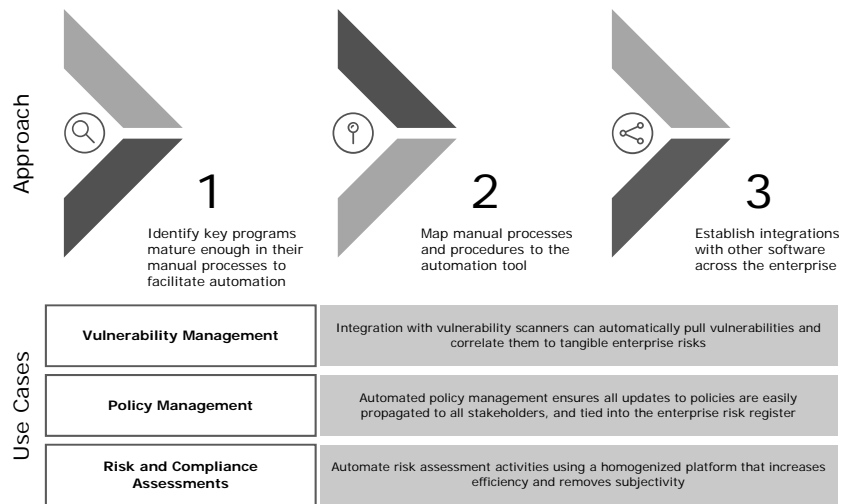 Approach
1
Identify key programs
mature enough in their
manual processes to
facilitate automation
2
Map manual processes
and procedures to the
automation tool
3
Establish integrations
with other software
across the enterprise
Use Cases
Vulnerability Management
Integration with vulnerability scanners can automatically pull vulnerabilities and
correlate them to tangible enterprise risks
Policy Management
Automated policy management ensures all updates to policies are easily
propagated to all stakeholders, and tied into the enterprise risk register
Risk and Compliance
Assessments
Automate risk assessment activities using a homogenized platform that increases
efficiency and removes subjectivity